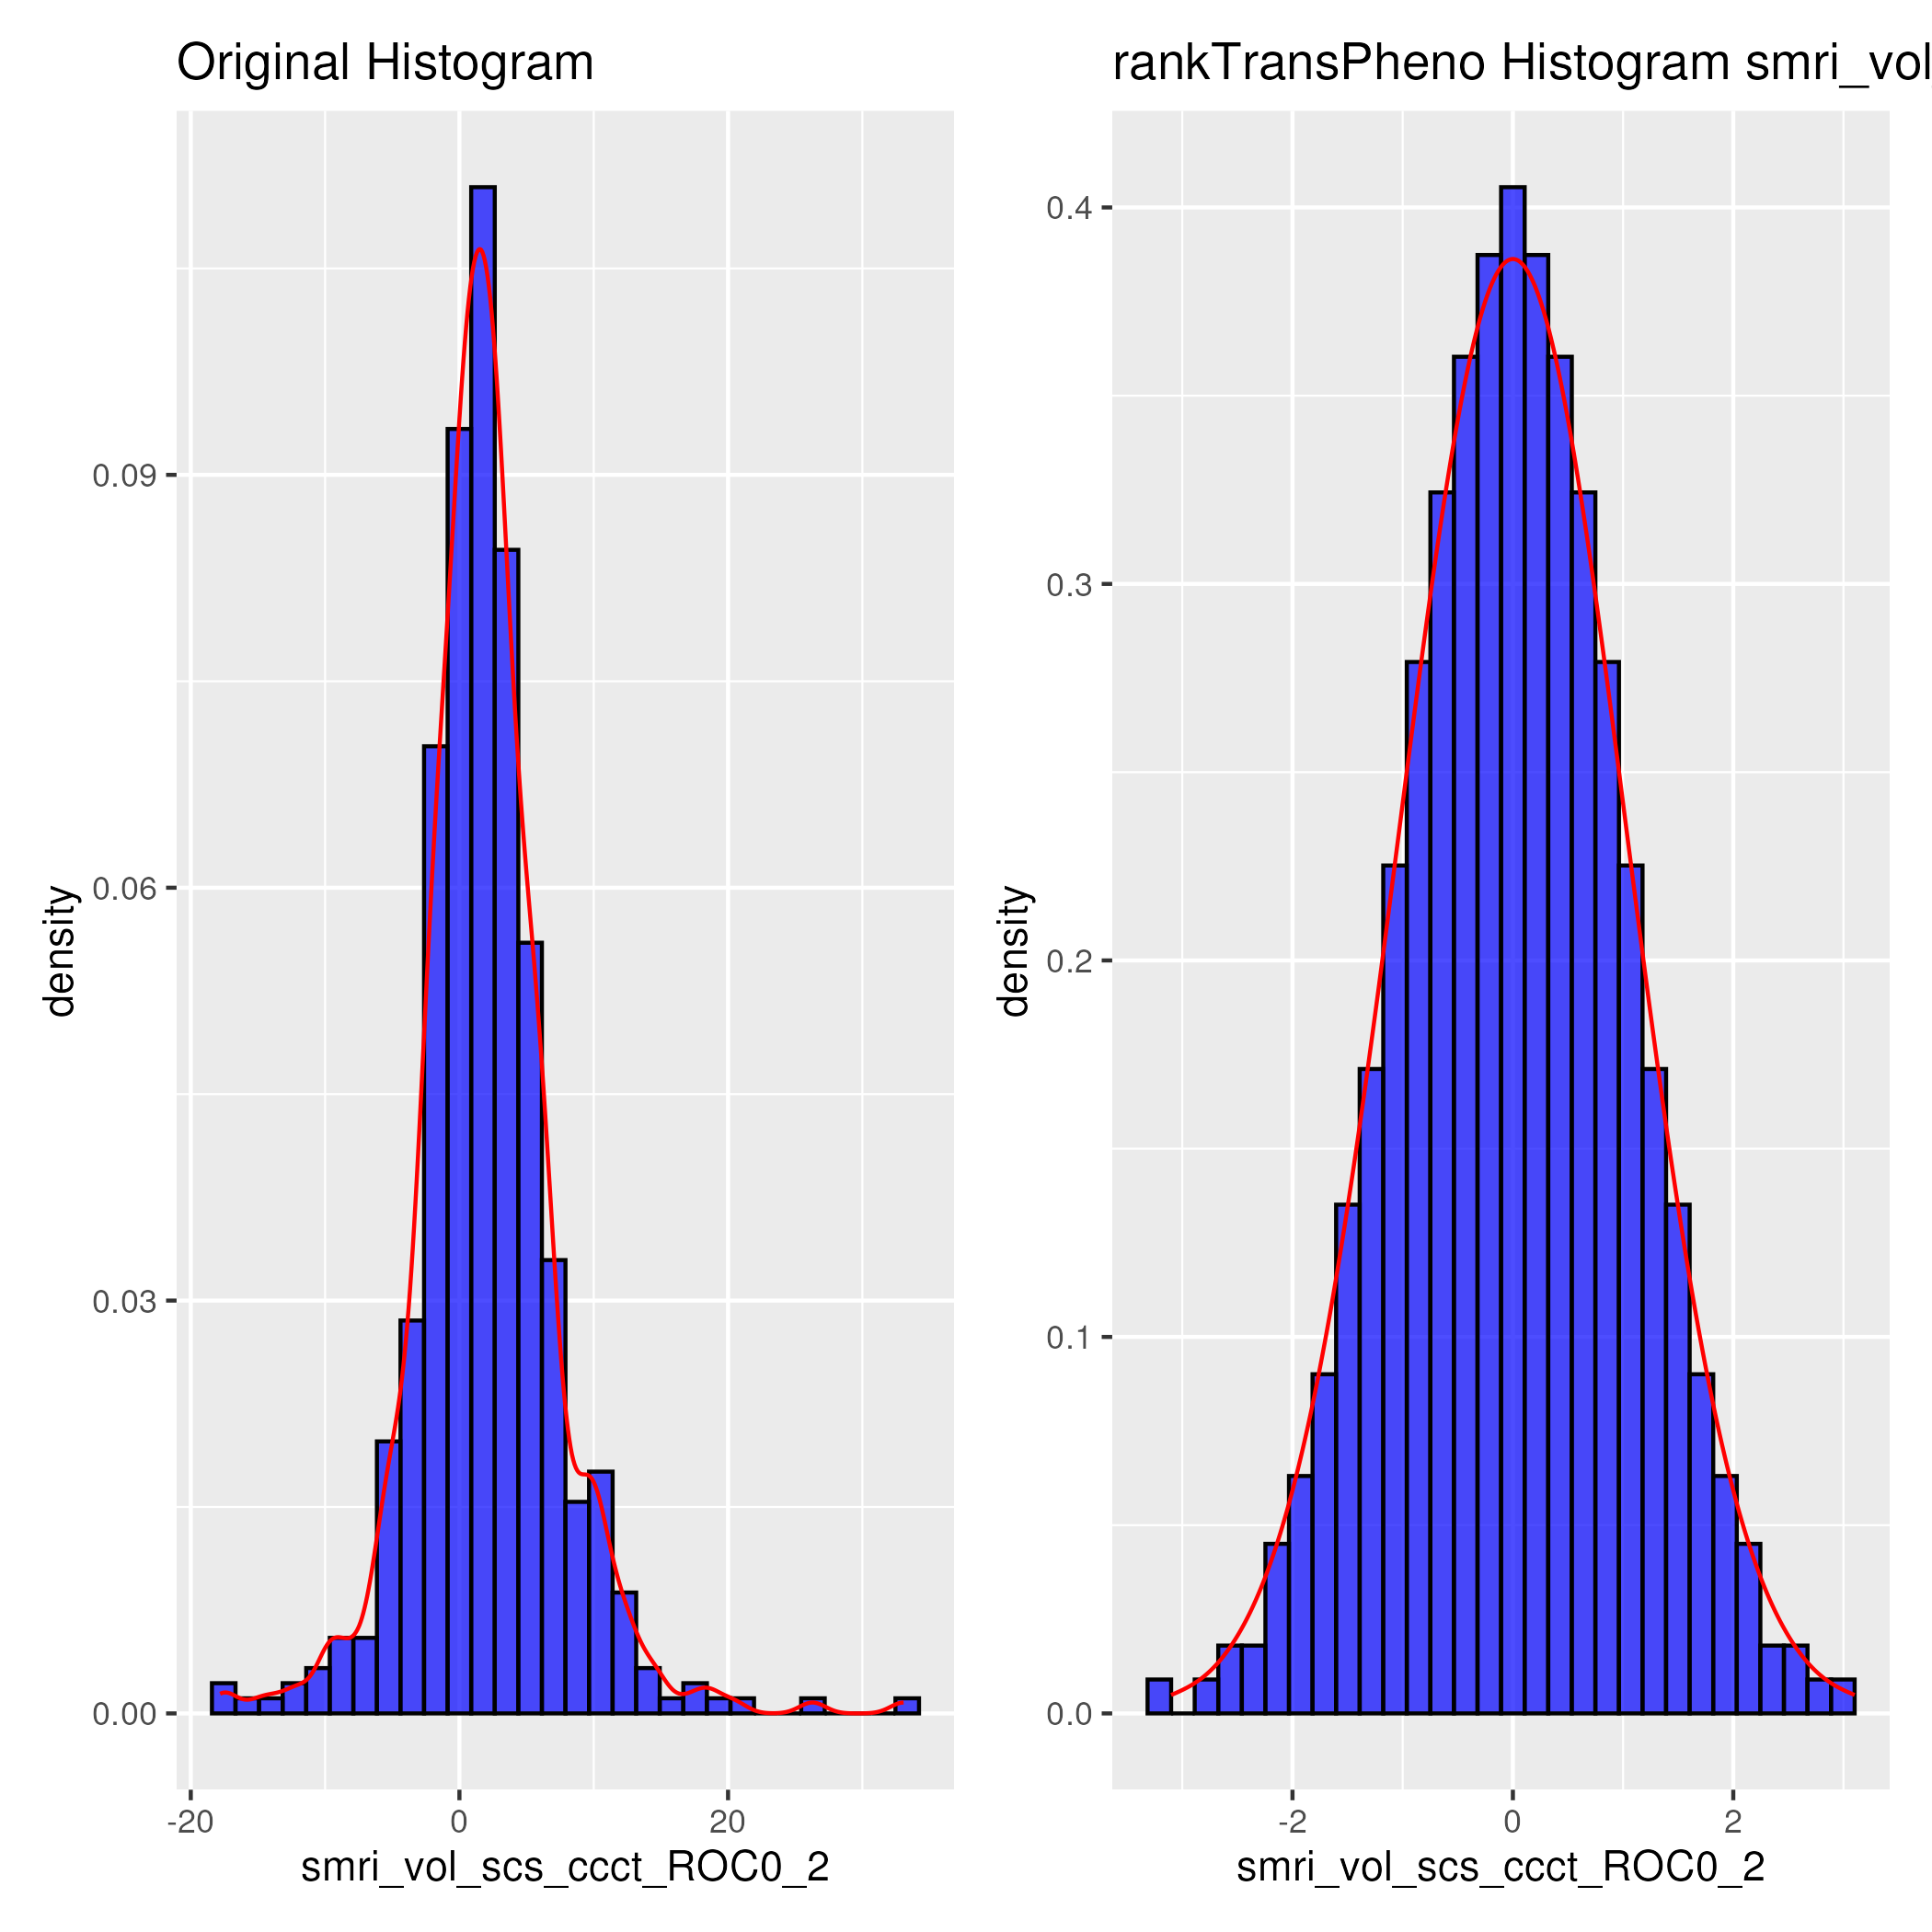 Original Histogram
density
0.09
0.06
0.03
0.00
-20 0 20
smri_vol_scs_ccct_ROC0_2
rankTransPheno Histogram smri_vol_
density
0.4
0.3
0.2
0.1
0.0
-2 0 2
smri_vol_scs_ccct_ROC0_2